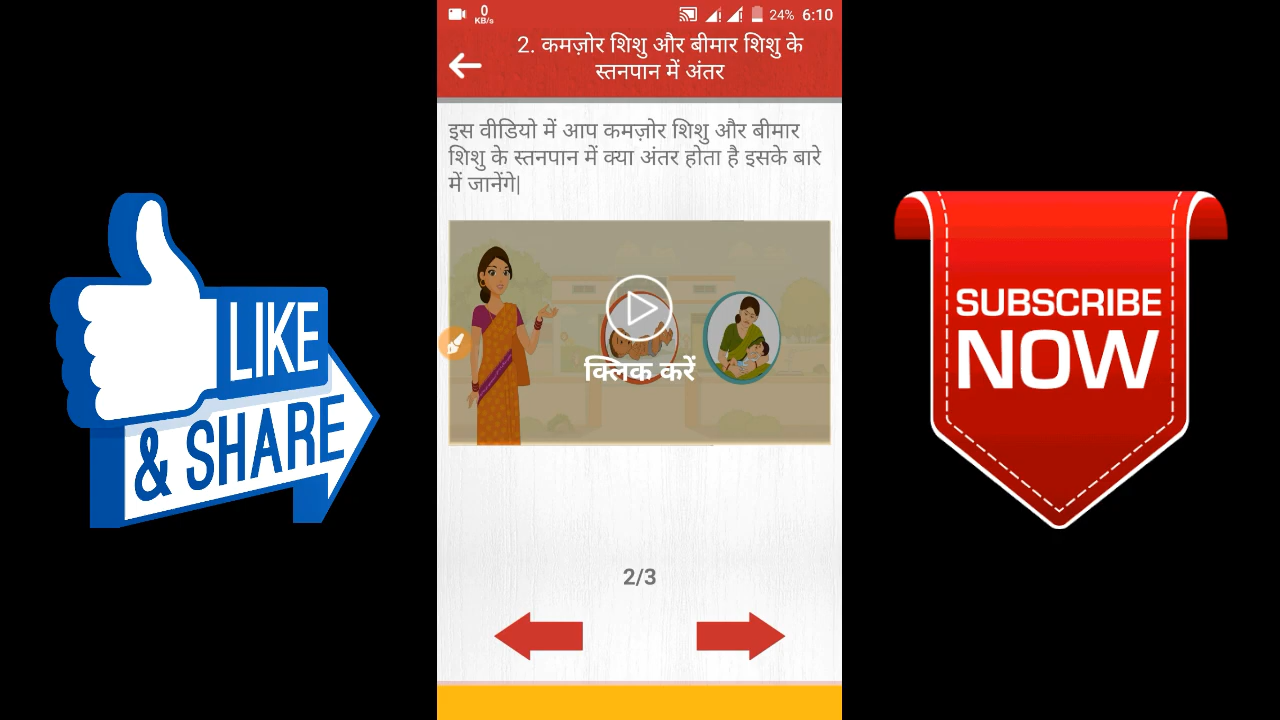 0
KB/s
24%
6:10
2. कमज़ोर शिशु और बीमार शिशु के
स्तनपान में अंतर
इस वीडियो में आप कमज़ोर शिशु और बीमार
शिशु के स्तनपान में क्या अंतर होता है इसके बारे
में जानेंगे|
क्लिक करें
2/3
LIKE
& SHARE
SUBSCRIBE
NOW